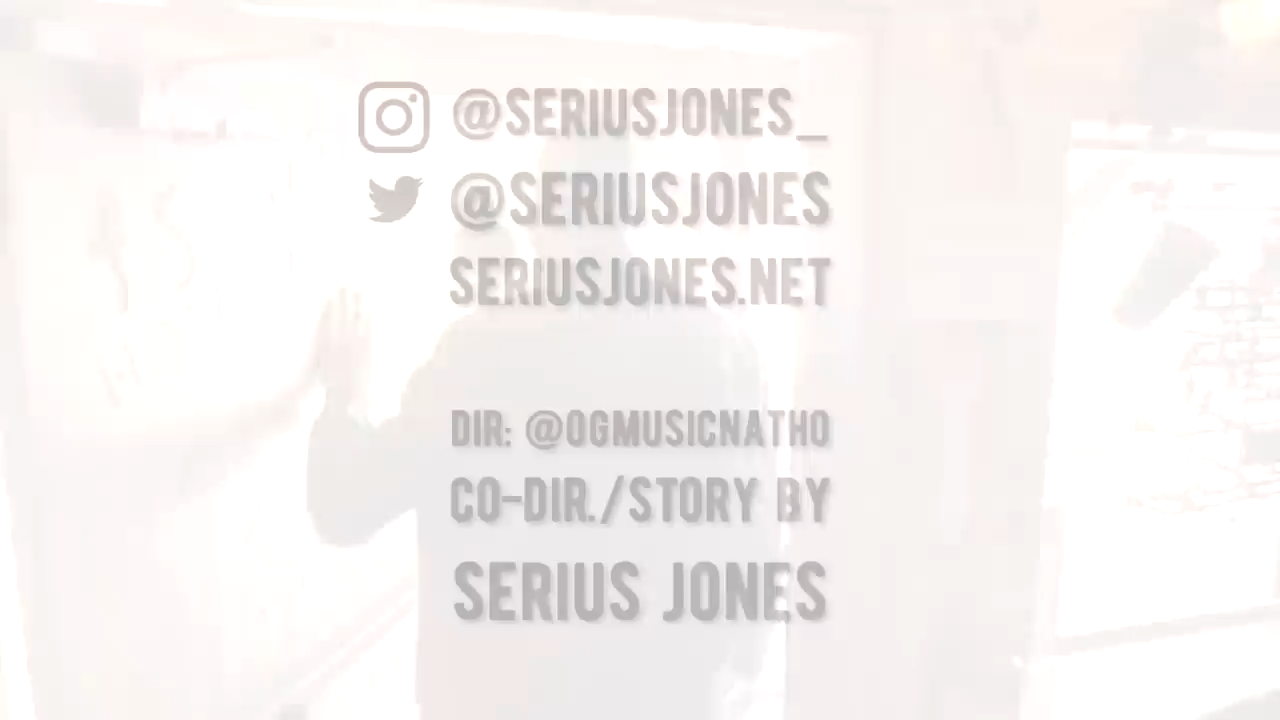 @SERIUSJONES_
@SERIUSJONES
SERIUSJONES.NET
DIR: @OGMUSICNATHO
CO-DIR./STORY BY
SERIUS JONES